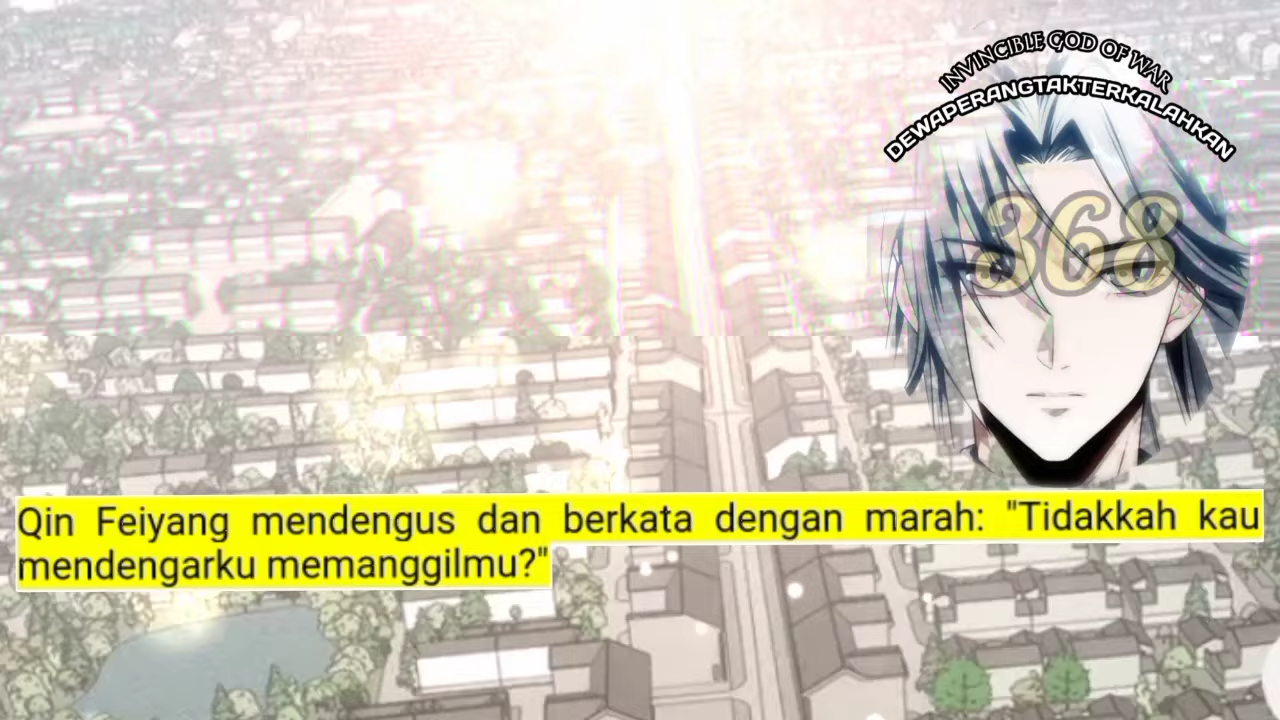 INVINCIBLE GOD OF WAR
DEWAPERANGTAKTERKALAHKAN
368
Qin Feiyang mendengus dan berkata dengan marah: "Tidakkah kau
mendengarku memanggilmu?"